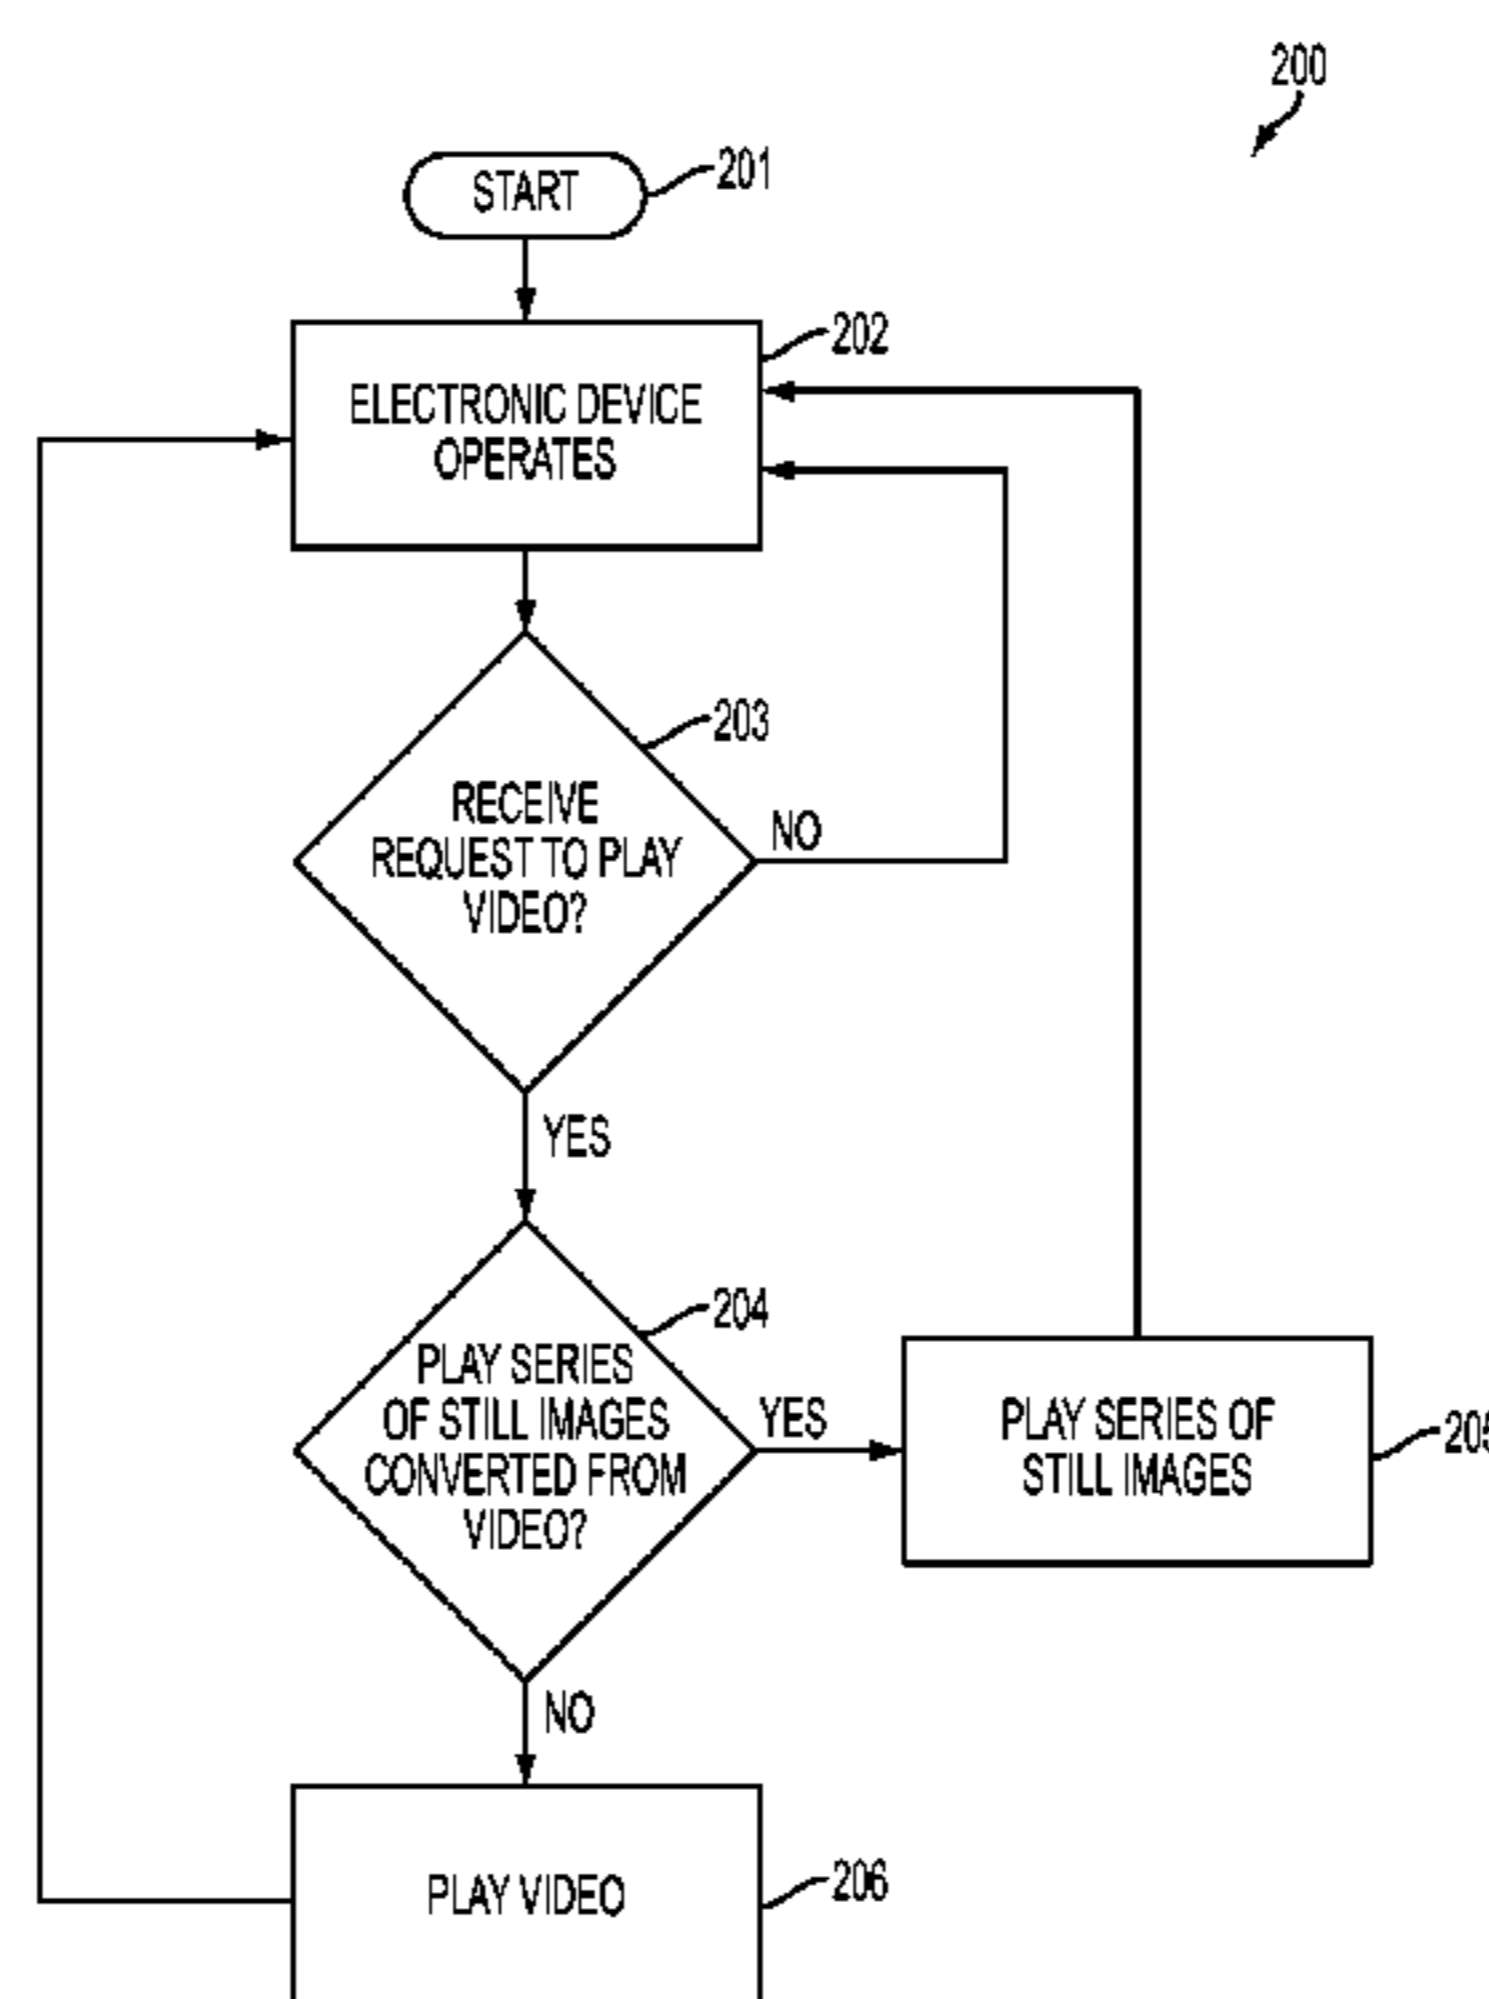 200
START
201
202
ELECTRONIC DEVICE
OPERATES
203
RECEIVE
REQUEST TO PLAY
VIDEO?
NO
YES
204
PLAY SERIES
OF STILL IMAGES
CONVERTED FROM
VIDEO?
YES
PLAY SERIES OF
STILL IMAGES
205
NO
PLAY VIDEO
206